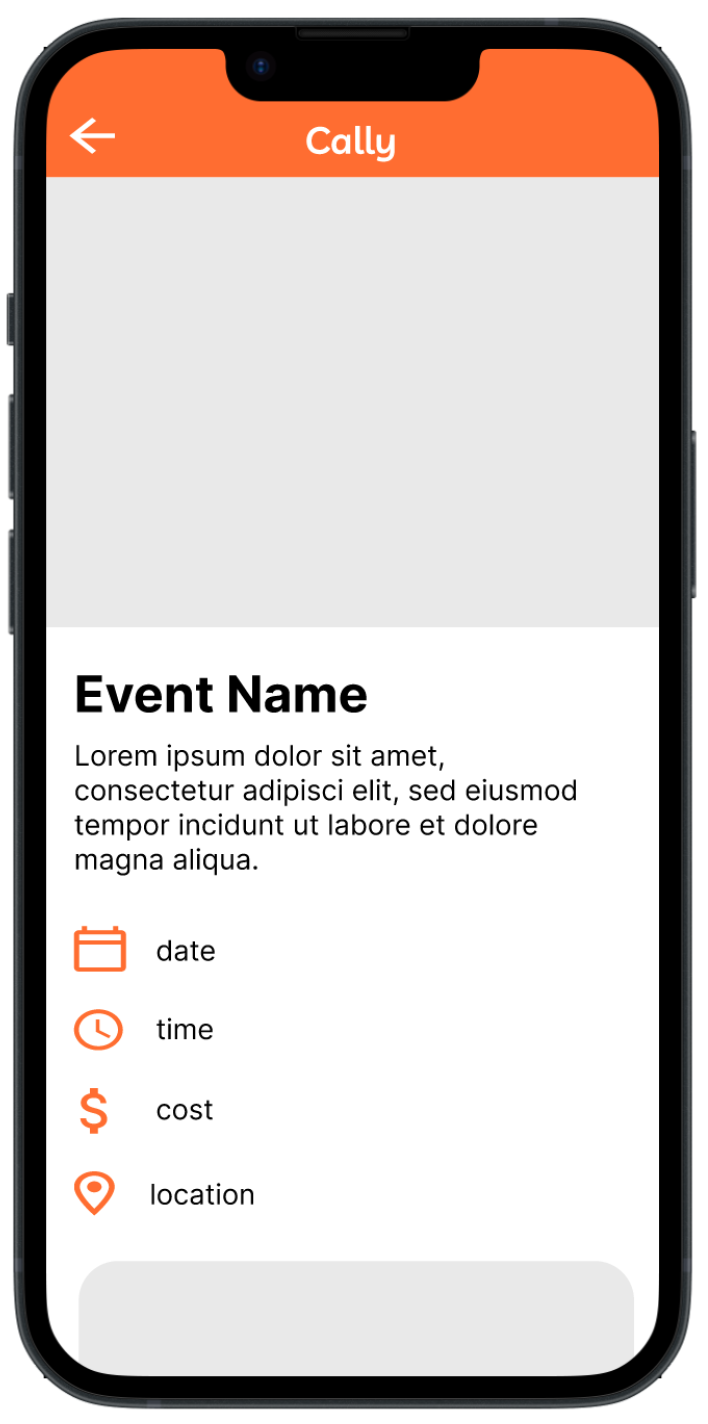 Cally
Event Name
Lorem ipsum dolor sit amet,
consectetur adipisci elit, sed eiusmod
tempor incidunt ut labore et dolore
magna aliqua.
date
time
cost
location